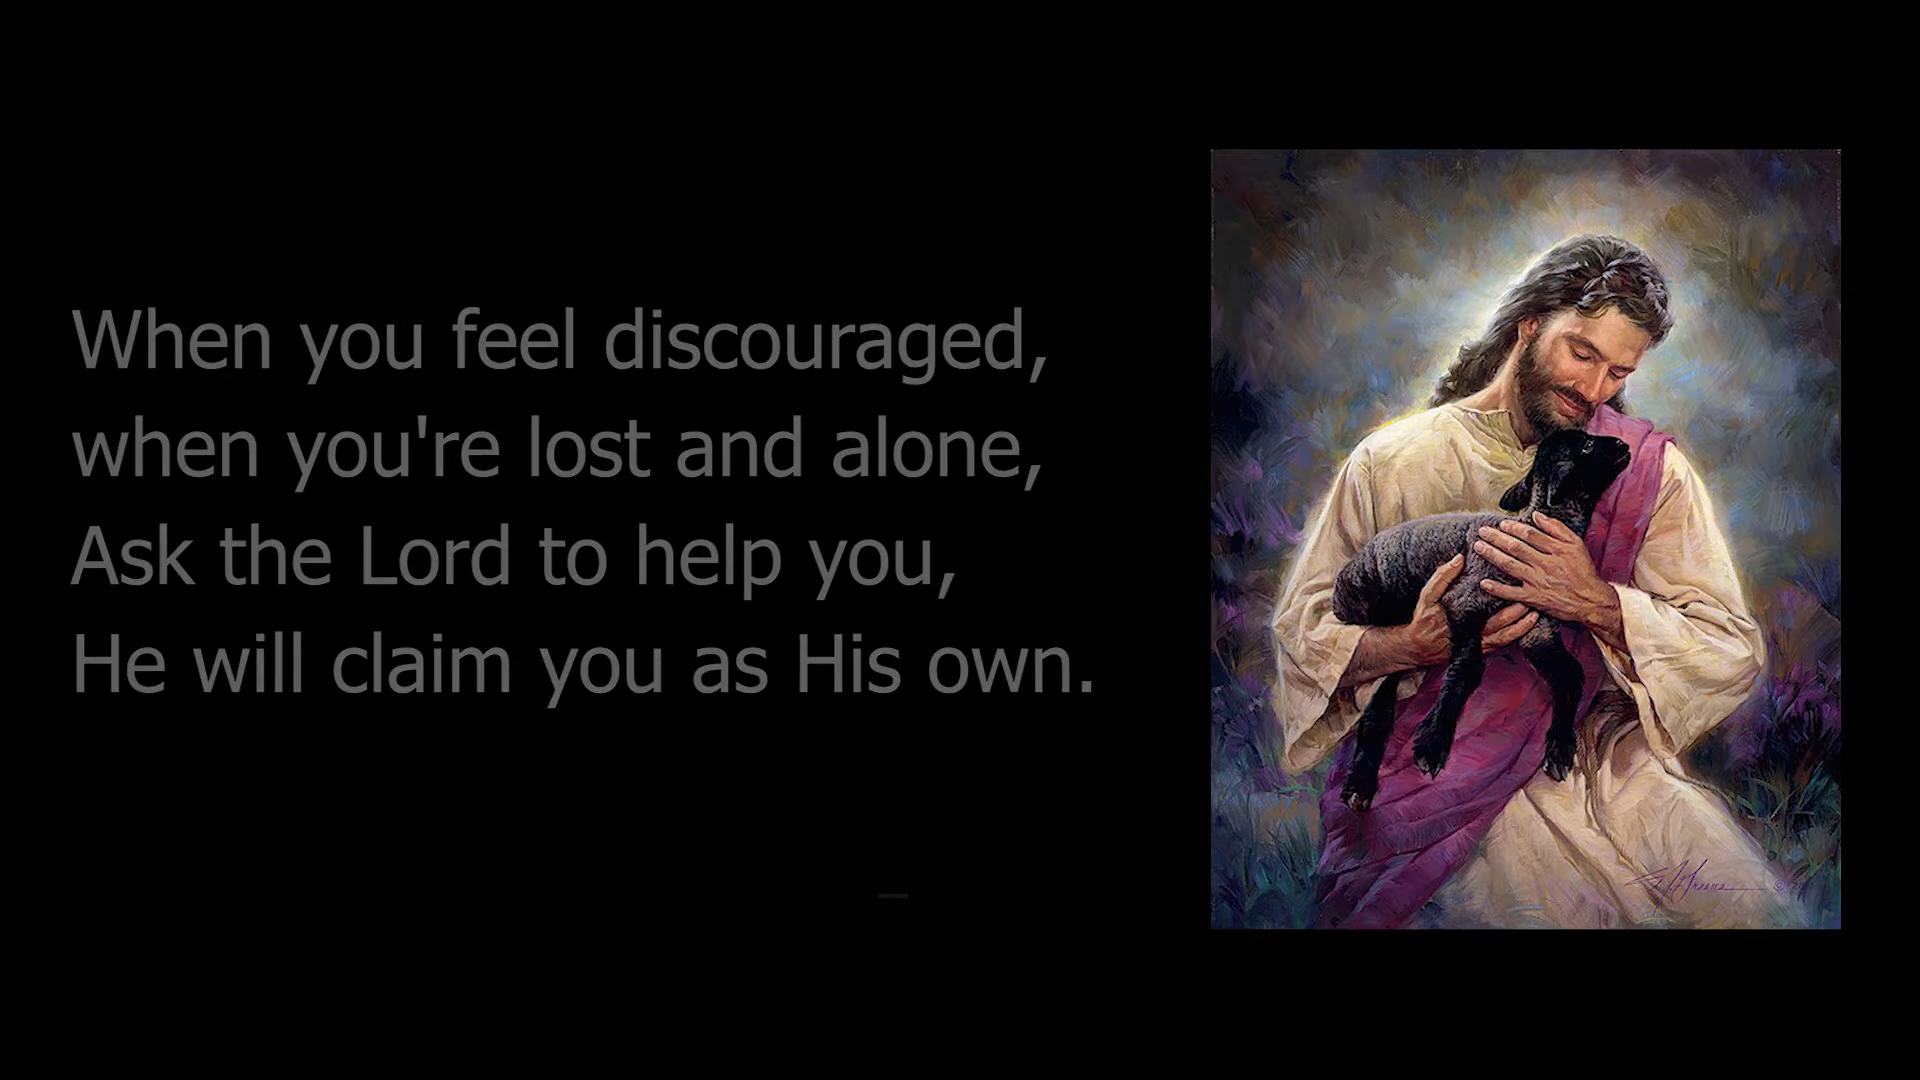 When you feel discouraged,
when you're lost and alone,
Ask the Lord to help you,
He will claim you as His own.